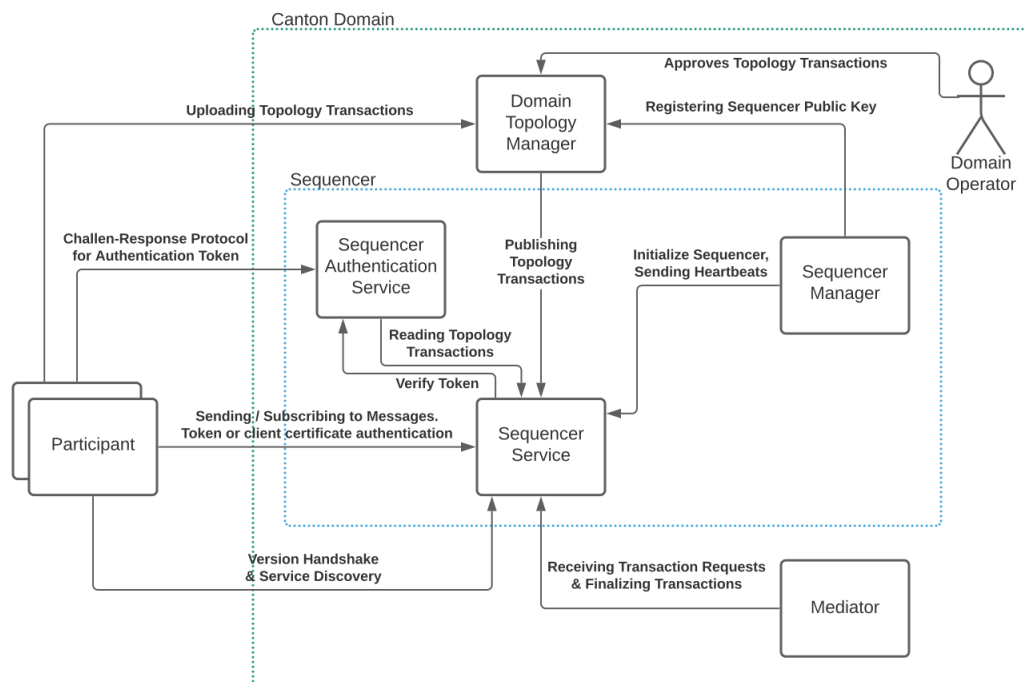 Canton Domain
Approves Topology Transactions
Uploading Topology Transactions
Domain
Topology
Manager
Registering Sequencer Public Key
Domain
Operator
Sequencer
Challen-Response Protocol
for Authentication Token
Sequencer
Authentication
Service
Publishing
Topology
Transactions
Initialize Sequencer,
Sending Heartbeats
Sequencer
Manager
Reading Topology
Transactions
Verify Token
Participant
Sending / Subscribing to Messages.
Token or client certificate authentication
Sequencer
Service
Version Handshake
& Service Discovery
Receiving Transaction Requests
& Finalizing Transactions
Mediator